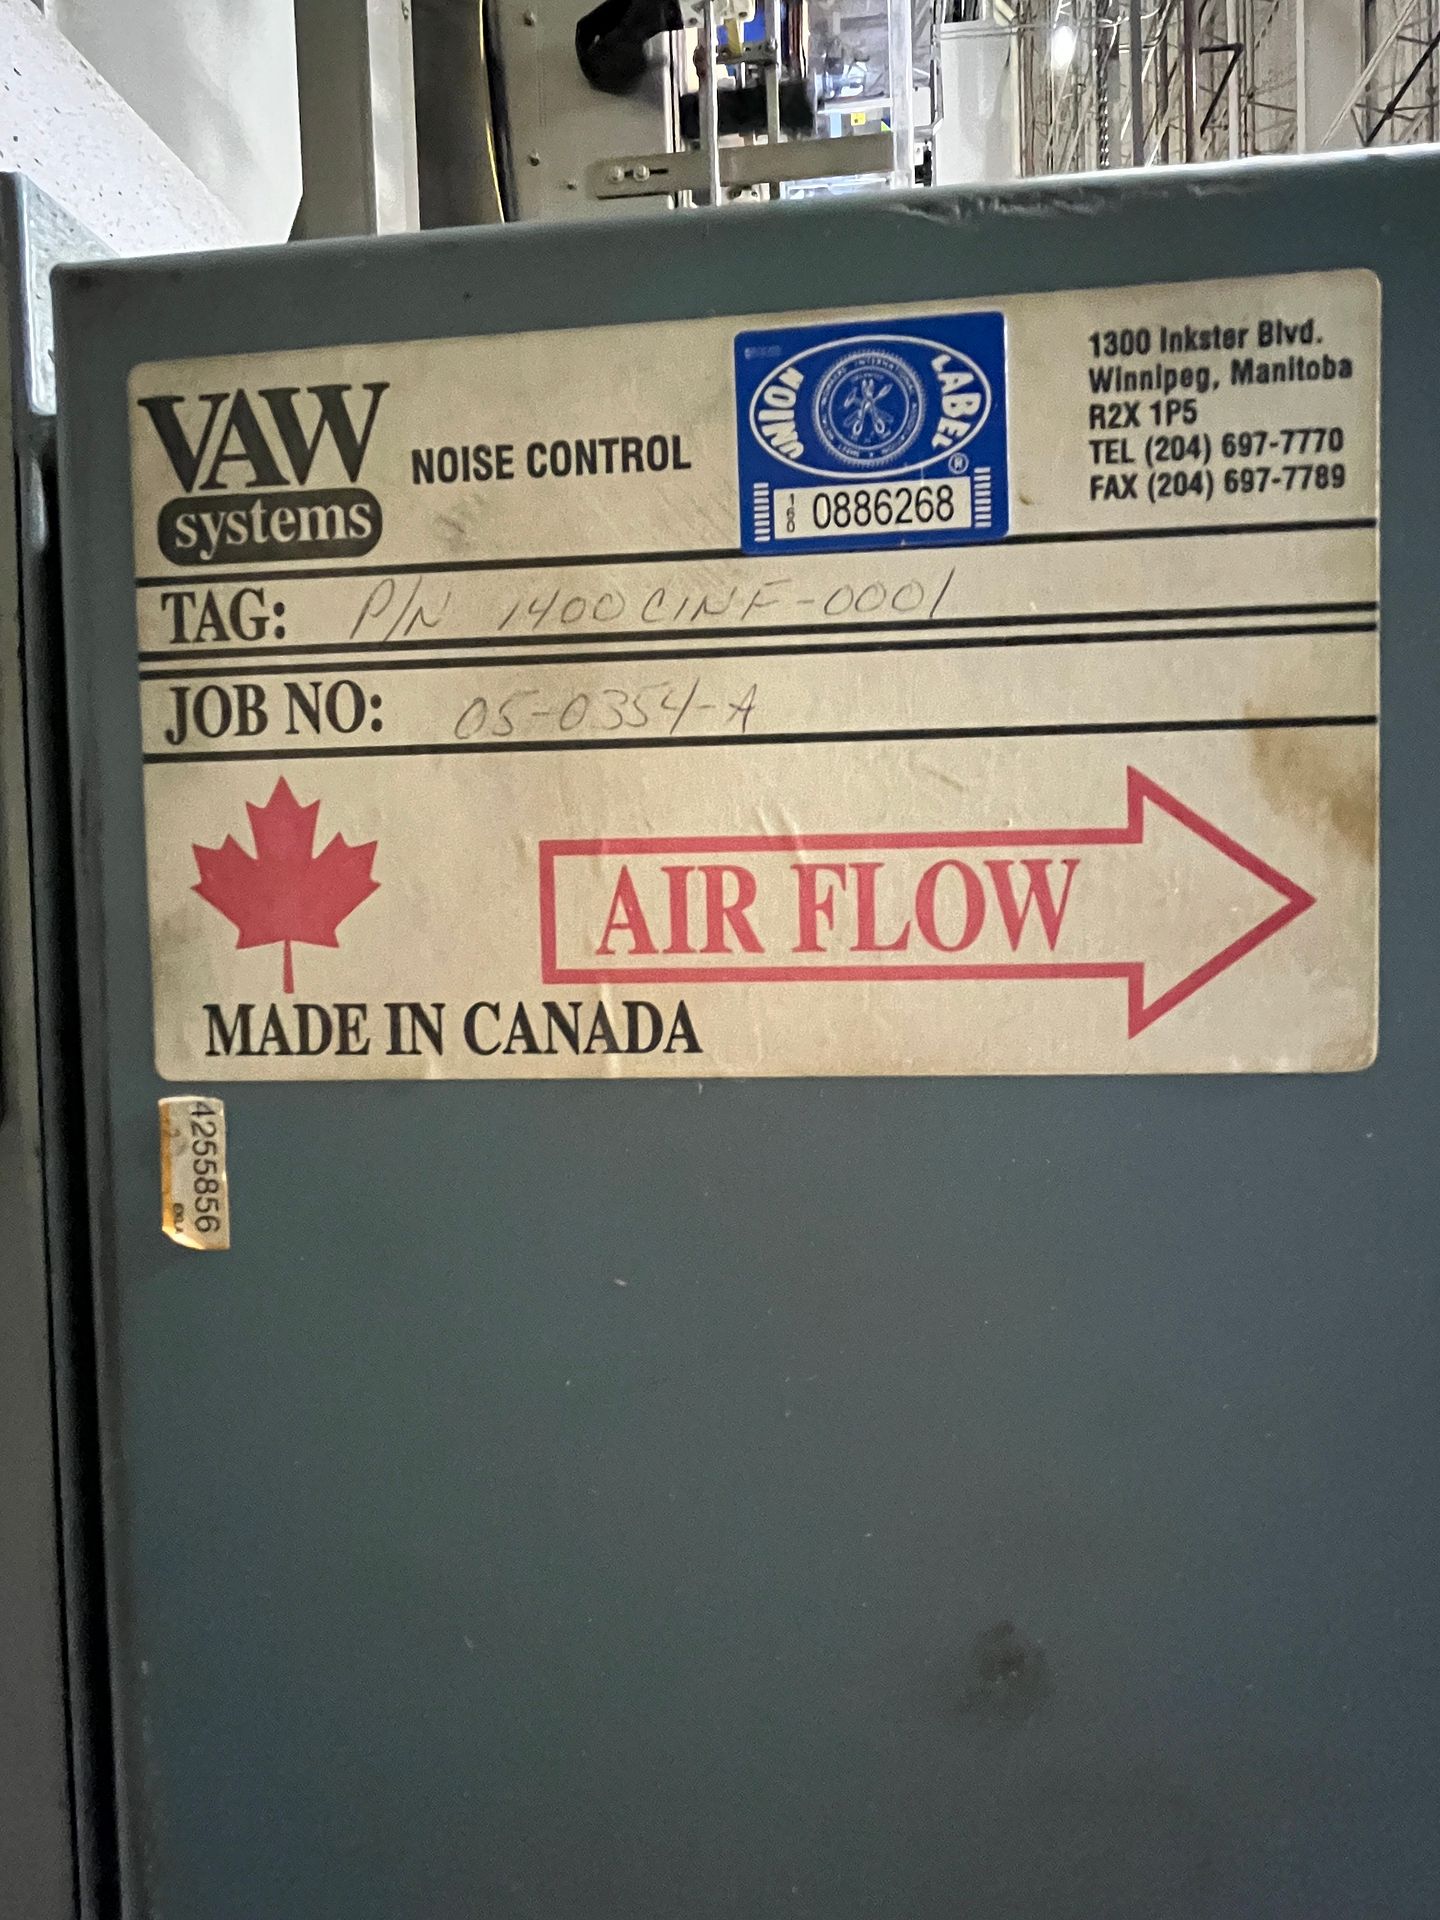 VAW
systems
NOISE CONTROL
UNION LABEL ®
160 0886268
1300 Inkster Blvd.
Winnipeg, Manitoba
R2X 1P5
TEL (204) 697-7770
FAX (204) 697-7789
TAG: P/N 1400CINF-0001
JOB NO: 05-0354-A
AIR FLOW
MADE IN CANADA
4255856